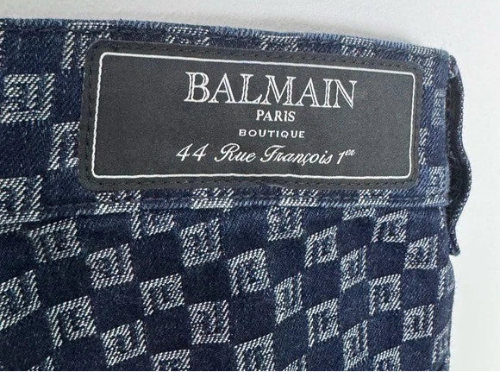 BALMAIN
PARIS
BOUTIQUE
44 Rue François 1er